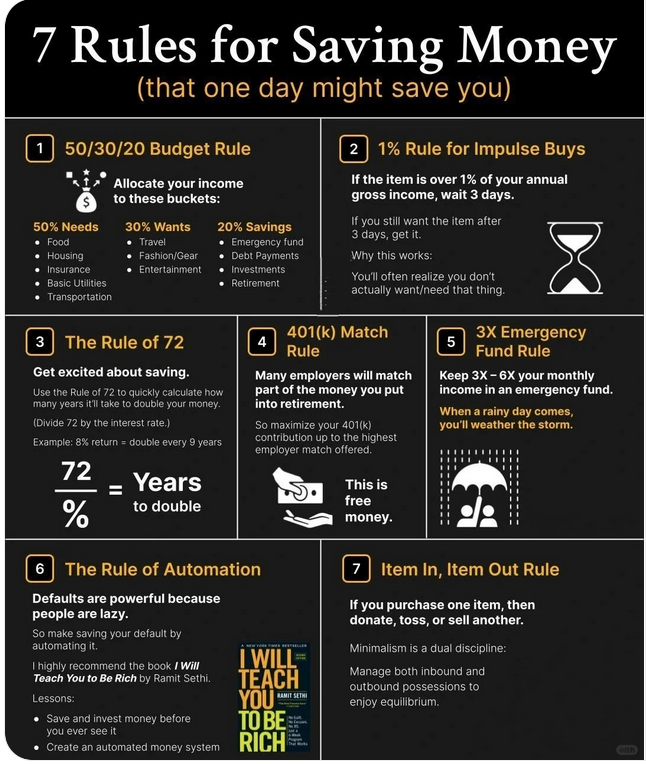 7 Rules for Saving Money
(that one day might save you)
1 50/30/20 Budget Rule
Allocate your income
to these buckets:
50% Needs
Food
Housing
Insurance
Basic Utilities
Transportation
30% Wants
Travel
Fashion/Gear
Entertainment
20% Savings
Emergency fund
Debt Payments
Investments
Retirement
2 1% Rule for Impulse Buys
If the item is over 1% of your annual
gross income, wait 3 days.
If you still want the item after
3 days, get it.
Why this works:
You'll often realize you don't
actually want/need that thing.
3 The Rule of 72
Get excited about saving.
Use the Rule of 72 to quickly calculate how
many years it'll take to double your money.
(Divide 72 by the interest rate.)
Example: 8% return = double every 9 years
72
% = Years
to double
4 401(k) Match
Rule
Many employers will match
part of the money you put
into retirement.
So maximize your 401(k)
contribution up to the highest
employer match offered.
This is
free
money.
5 3X Emergency
Fund Rule
Keep 3X – 6X your monthly
income in an emergency fund.
When a rainy day comes,
you'll weather the storm.
6 The Rule of Automation
Defaults are powerful because
people are lazy.
So make saving your default by
automating it.
I highly recommend the book I Will
Teach You to Be Rich by Ramit Sethi.
Lessons:
Save and invest money before
you ever see it
Create an automated money system
A NEW YORK TIMES BESTSELLER
I WILL
TEACH
YOU
RAMIT SETHI
TO BE
RICH
7 Item In, Item Out Rule
If you purchase one item, then
donate, toss, or sell another.
Minimalism is a dual discipline:
Manage both inbound and
outbound possessions to
enjoy equilibrium.